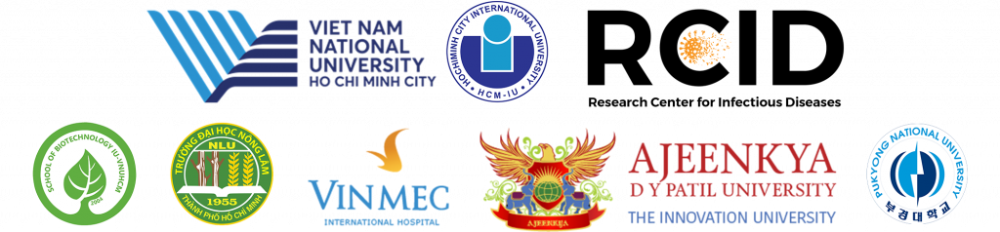 VIET NAM
NATIONAL
UNIVERSITY
HO CHI MINH CITY
HOCHIMINH CITY INTERNATIONAL UNIVERSITY
HCM-IU
RCID
Research Center for Infectious Diseases
SCHOOL OF BIOTECHNOLOGY IU-VNUHCM
2003
TRƯỜNG ĐẠI HỌC NÔNG LÂM
NLU
1955
THÀNH PHỐ HỒ CHÍ MINH
VINMEC
INTERNATIONAL HOSPITAL
AJEENKYA
AJEENKYA
D Y PATIL UNIVERSITY
THE INNOVATION UNIVERSITY
PUKYONG NATIONAL UNIVERSITY
부경대학교